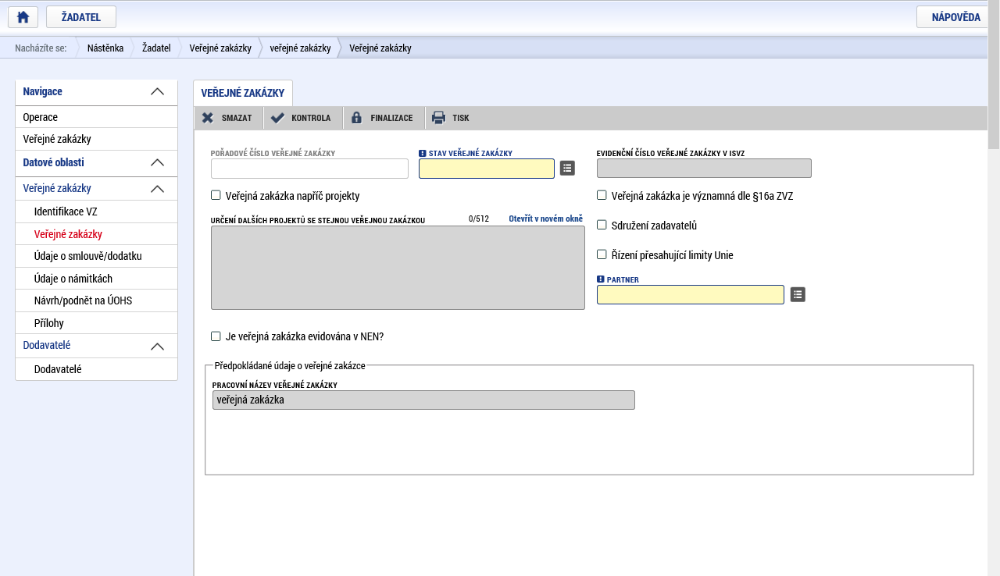 ŽADATEL
NÁPOVĚDA
Nacházíte se: Nástěnka Žadatel Veřejné zakázky veřejné zakázky Veřejné zakázky
Navigace
Operace
Veřejné zakázky
Datové oblasti
Veřejné zakázky
Identifikace VZ
Veřejné zakázky
Údaje o smlouvě/dodatku
Údaje o námitkách
Návrh/podnět na ÚOHS
Přílohy
Dodavatelé
Dodavatelé
VEŘEJNÉ ZAKÁZKY
SMAZAT KONTROLA FINALIZACE TISK
POŘADOVÉ ČÍSLO VEŘEJNÉ ZAKÁZKY STAV VEŘEJNÉ ZAKÁZKY EVIDENČNÍ ČÍSLO VEŘEJNÉ ZAKÁZKY V ISVZ
Veřejná zakázka napříč projekty Veřejná zakázka je významná dle §16a ZVZ
URČENÍ DALŠÍCH PROJEKTŮ SE STEJNOU VEŘEJNOU ZAKÁZKOU 0/512 Otevřít v novém okně
Sdružení zadavatelů
Řízení přesahující limity Unie
PARTNER
Je veřejná zakázka evidována v NEN?
Předpokládané údaje o veřejné zakázce
PRACOVNÍ NÁZEV VEŘEJNÉ ZAKÁZKY
veřejná zakázka